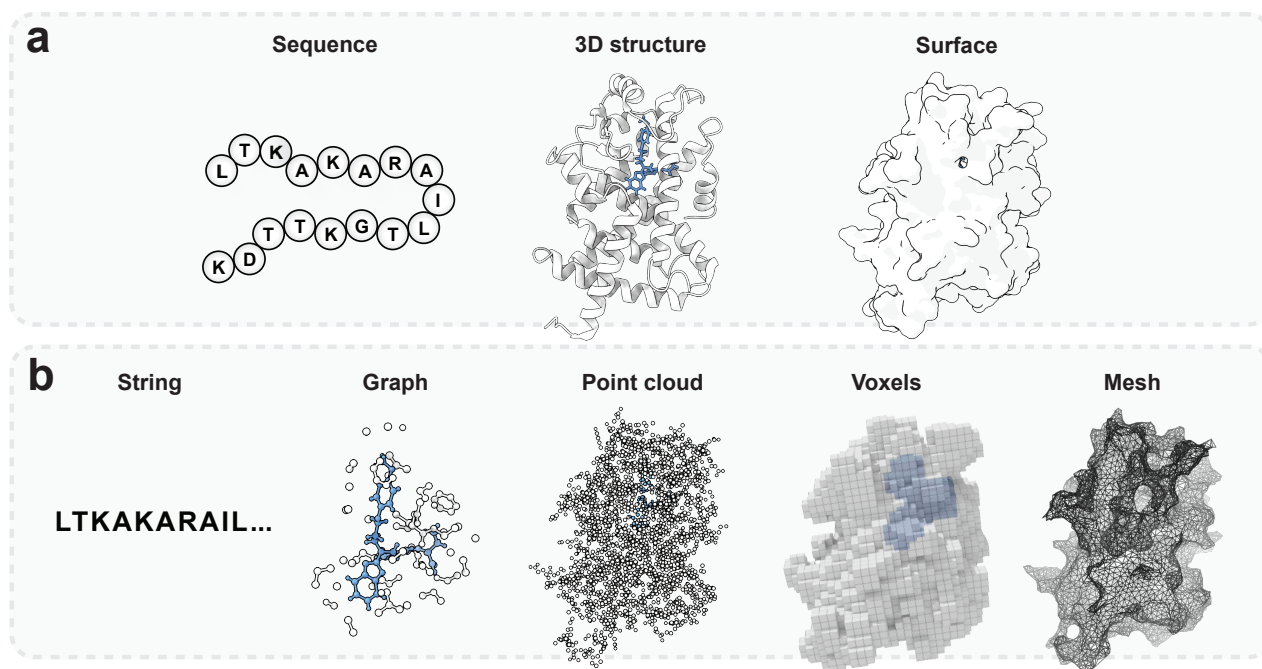 a
Sequence 3D structure Surface
L T K A K A R A I L T G K T T D K
b
String Graph Point cloud Voxels Mesh
LTKAKARAIL...